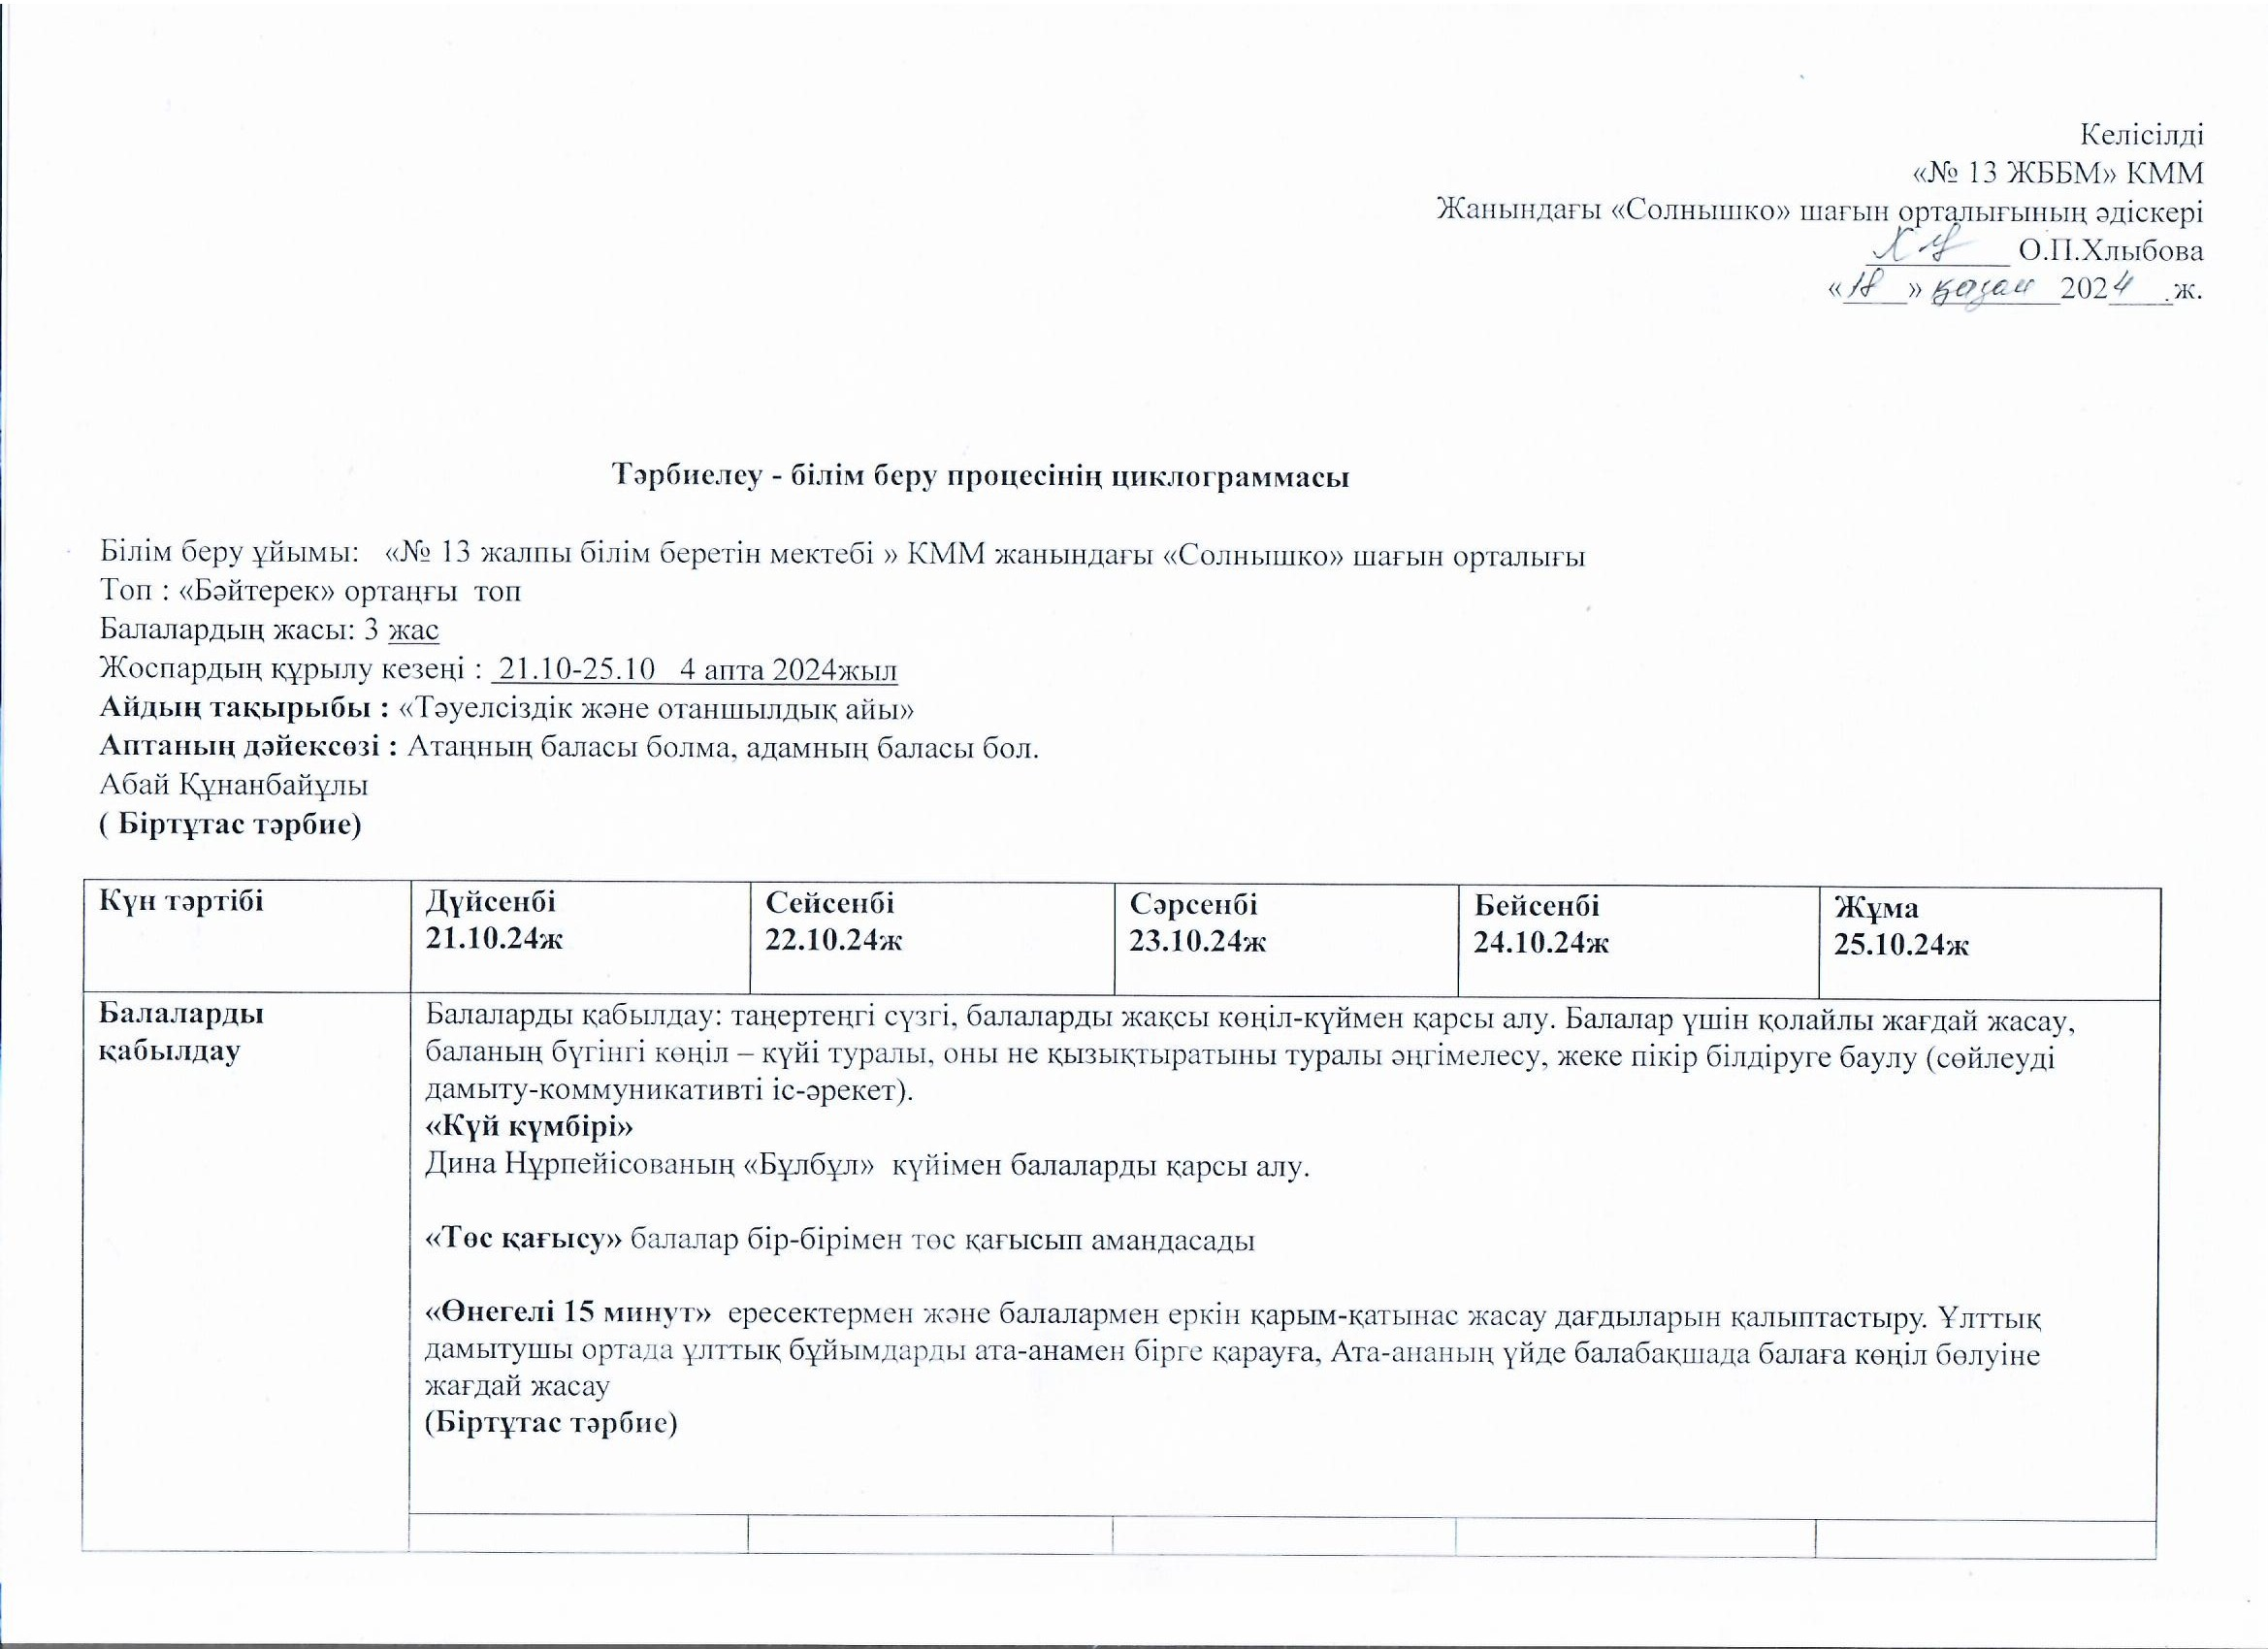 Келісілді
«№ 13 ЖББМ» КММ
Жанындағы «Солнышко» шағын орталығының әдіскері
О.П.Хлыбова
«18» қазан 2024 .ж.
Тәрбиелеу - білім беру процесінің циклограммасы
Білім беру ұйымы: «№ 13 жалпы білім беретін мектебі » КММ жанындағы «Солнышко» шағын орталығы
Топ : «Бәйтерек» ортаңғы топ
Балалардың жасы: 3 жас
Жоспардың құрылу кезеңі : 21.10-25.10 4 апта 2024жыл
Айдың тақырыбы : «Тәуелсіздік және отаншылдық айы»
Аптаның дәйексөзі : Атаңның баласы болма, адамның баласы бол.
Абай Құнанбайұлы
( Біртұтас тәрбие)
Күн тәртібі
Дүйсенбі
21.10.24ж
Сейсенбі
22.10.24ж
Сәрсенбі
23.10.24ж
Бейсенбі
24.10.24ж
Жұма
25.10.24ж
Балаларды
қабылдау
Балаларды қабылдау: таңертеңгі сүзгі, балаларды жақсы көңіл-күймен қарсы алу. Балалар үшін қолайлы жағдай жасау,
баланың бүгінгі көңіл – күйі туралы, оны не қызықтыратыны туралы әңгімелесу, жеке пікір білдіруге баулу (сөйлеуді
дамыту-коммуникативті іс-әрекет).
«Күй күмбірі»
Дина Нұрпейісованың «Бұлбұл» күйімен балаларды қарсы алу.
«Төс қағысу» балалар бір-бірімен төс қағысып амандасады
«Өнегелі 15 минут» ересектермен және балалармен еркін қарым-қатынас жасау дағдыларын қалыптастыру. Ұлттық
дамытушы ортада ұлттық бұйымдарды ата-анамен бірге қарауға, Ата-ананың үйде балабақшада балаға көңіл бөлуіне
жағдай жасау
(Біртұтас тәрбие)